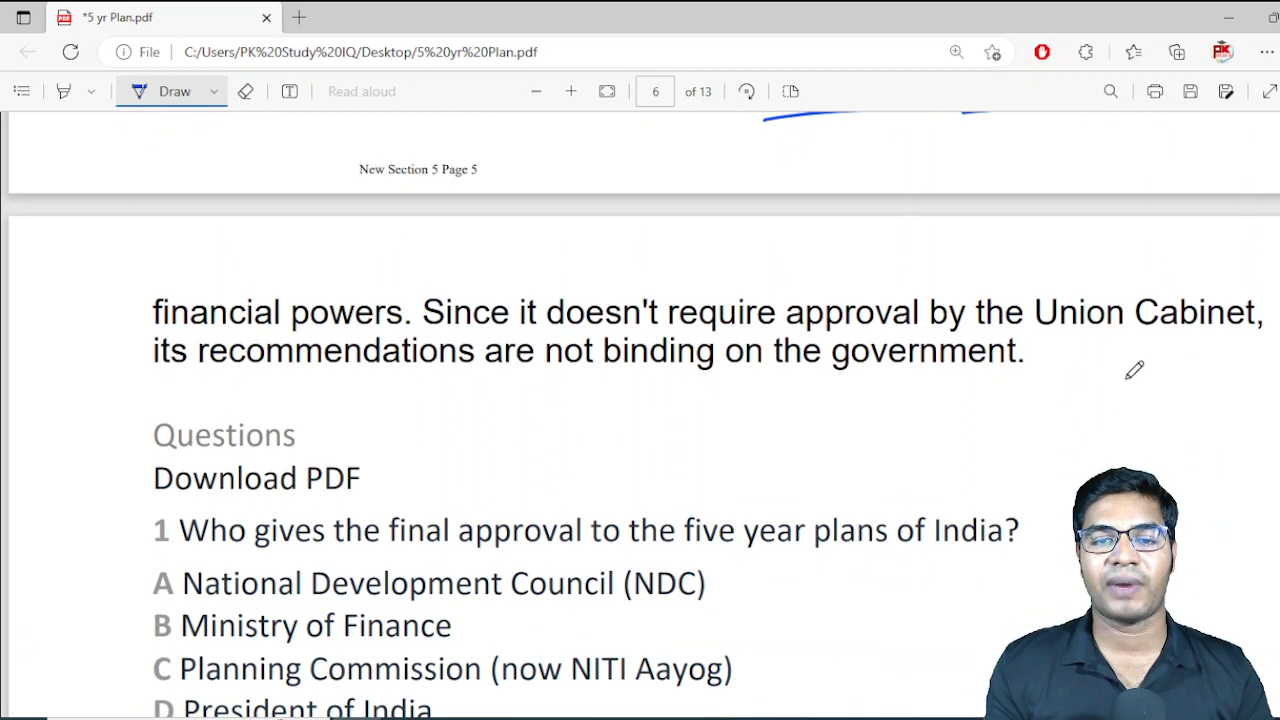 *5 yr Plan.pdf
File C:/Users/PK%20Study%20IQ/Desktop/5%20yr%20Plan.pdf
Draw Read aloud 6 of 13
New Section 5 Page 5
financial powers. Since it doesn't require approval by the Union Cabinet,
its recommendations are not binding on the government.
Questions
Download PDF
1 Who gives the final approval to the five year plans of India?
A National Development Council (NDC)
B Ministry of Finance
C Planning Commission (now NITI Aayog)
D President of India